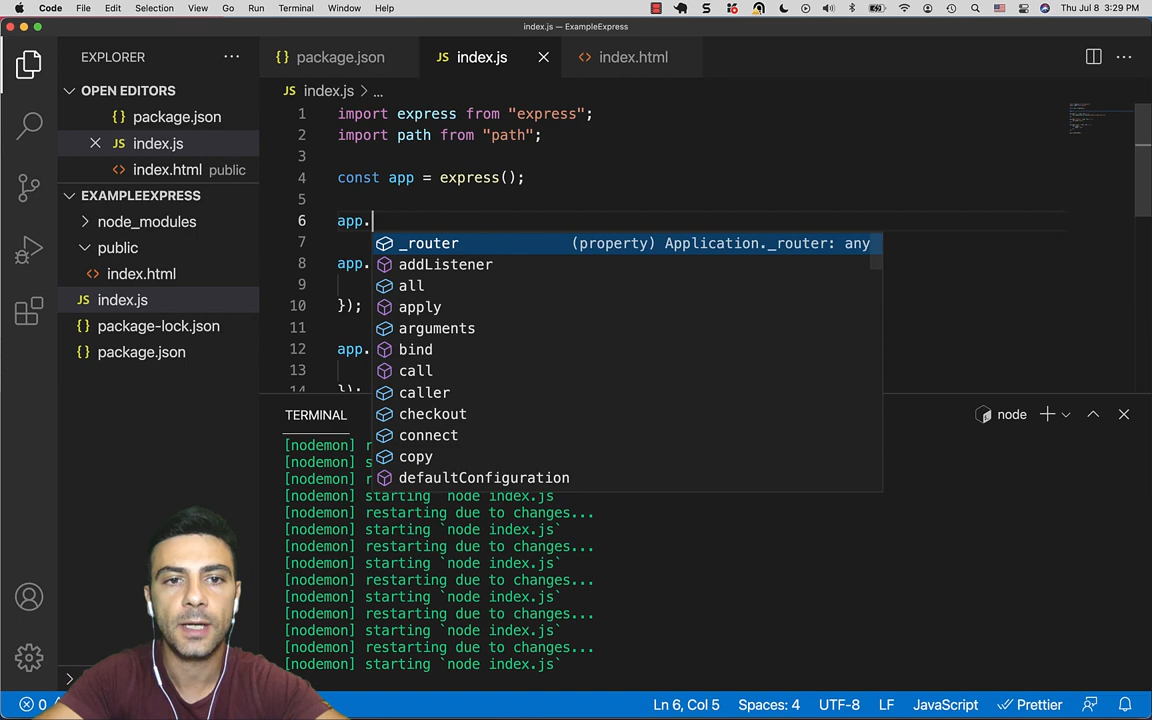 Code File Edit Selection View Go Run Terminal Window Help Thu Jul 8 3:29 PM
index.js — ExampleExpress
EXPLORER ...
{} package.json
JS index.js
<> index.html
OPEN EDITORS
{} package.json
JS index.js
<> index.html public
EXAMPLEEXPRESS
node_modules
public
<> index.html
JS index.js
{} package-lock.json
{} package.json
JS index.js > ...
1 import express from "express";
2 import path from "path";
3
4 const app = express();
5
6 app.
7
8 app.
9
10 });
11
12 app.
13
14 });
_router (property) Application._router: any
addListener
all
apply
arguments
bind
call
caller
checkout
connect
copy
defaultConfiguration
TERMINAL
node
[nodemon] r
[nodemon] s
[nodemon] r
[nodemon] starting `node index.js`
[nodemon] restarting due to changes...
[nodemon] starting `node index.js`
[nodemon] restarting due to changes...
[nodemon] starting `node index.js`
[nodemon] restarting due to changes...
[nodemon] starting `node index.js`
[nodemon] restarting due to changes...
[nodemon] starting `node index.js`
[nodemon] restarting due to changes...
[nodemon] starting `node index.js`
0
Ln 6, Col 5 Spaces: 4 UTF-8 LF JavaScript Prettier